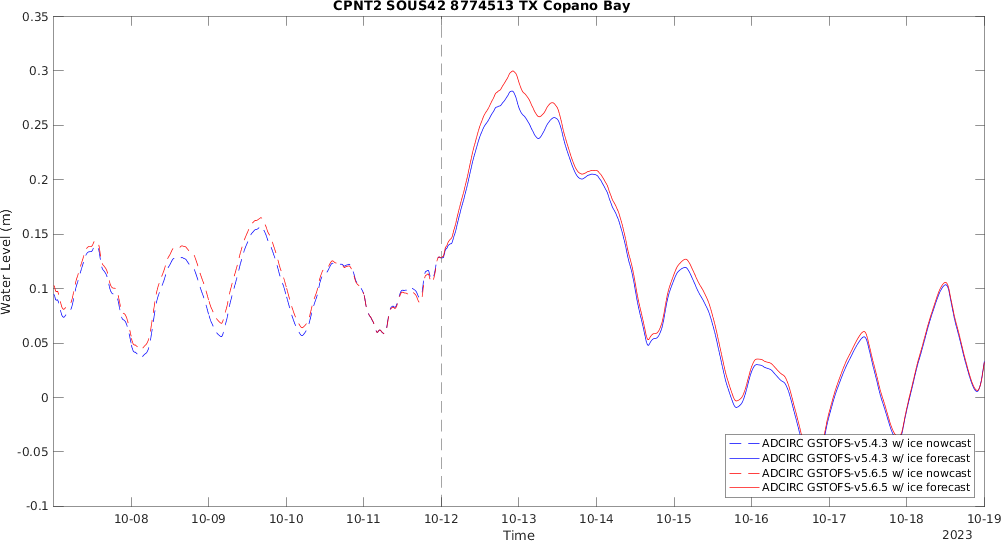 CPNT2 SOUS42 8774513 TX Copano Bay
0.35
0.3
0.25
0.2
0.15
0.1
0.05
0
-0.05
-0.1
Water Level (m)
ADCIRC GSTOFS-v5.4.3 w/ ice nowcast
ADCIRC GSTOFS-v5.4.3 w/ ice forecast
ADCIRC GSTOFS-v5.6.5 w/ ice nowcast
ADCIRC GSTOFS-v5.6.5 w/ ice forecast
10-08 10-09 10-10 10-11 10-12 10-13 10-14 10-15 10-16 10-17 10-18 10-19
Time
2023